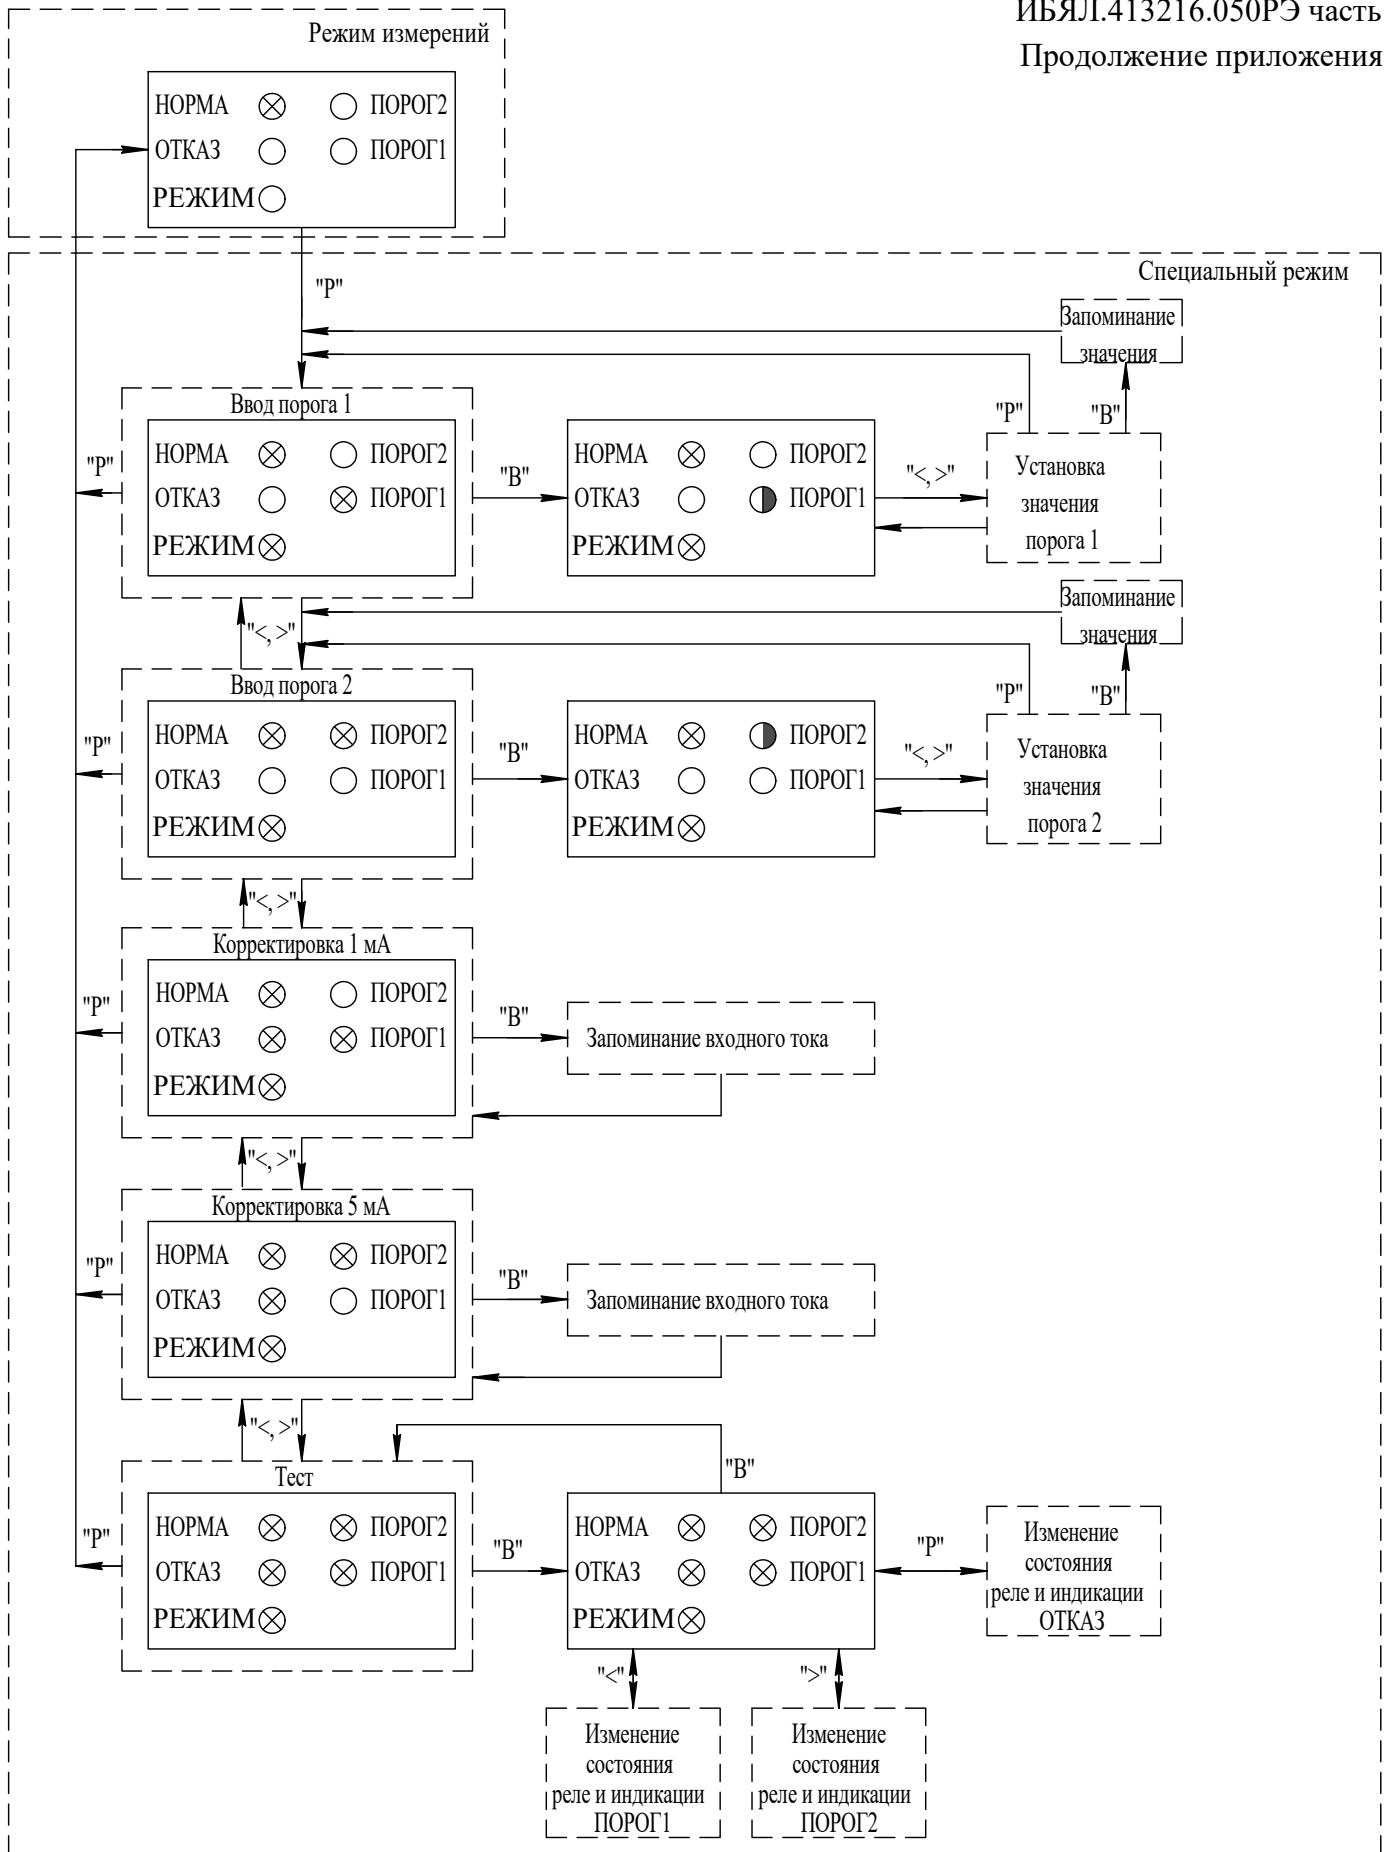 ИБЯЛ.413216.050РЭ часть
Продолжение приложения
Режим измерений
НОРМА ПОРОГ2
ОТКАЗ ПОРОГ1
РЕЖИМ
Специальный режим
"Р"
Запоминание
значения
"Р" "В"
Ввод порога 1
"Р"
НОРМА ПОРОГ2
ОТКАЗ ПОРОГ1
РЕЖИМ
"В"
НОРМА ПОРОГ2
ОТКАЗ ПОРОГ1
РЕЖИМ
"<, >"
Установка
значения
порога 1
"<, >"
Запоминание
значения
"Р" "В"
Ввод порога 2
"Р"
НОРМА ПОРОГ2
ОТКАЗ ПОРОГ1
РЕЖИМ
"В"
НОРМА ПОРОГ2
ОТКАЗ ПОРОГ1
РЕЖИМ
"<, >"
Установка
значения
порога 2
"<, >"
Корректировка 1 мА
"Р"
НОРМА ПОРОГ2
ОТКАЗ ПОРОГ1
РЕЖИМ
"В"
Запоминание входного тока
"<, >"
Корректировка 5 мА
"Р"
НОРМА ПОРОГ2
ОТКАЗ ПОРОГ1
РЕЖИМ
"В"
Запоминание входного тока
"<, >"
Тест
"В"
"Р"
НОРМА ПОРОГ2
ОТКАЗ ПОРОГ1
РЕЖИМ
"В"
НОРМА ПОРОГ2
ОТКАЗ ПОРОГ1
РЕЖИМ
"Р"
Изменение
состояния
реле и индикации
ОТКАЗ
"<"
">"
Изменение
состояния
реле и индикации
ПОРОГ1
Изменение
состояния
реле и индикации
ПОРОГ2